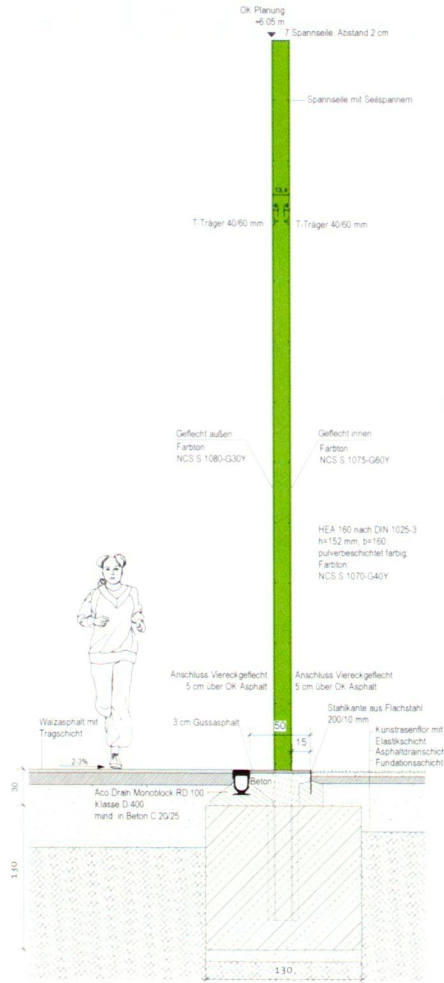 OK Planung
+6.05 m
7 Spannseile, Abstand 2 cm
Spannseile mit Seilspannern
13,4
T-Träger 40/60 mm
T-Träger 40/60 mm
Geflecht außen
Farbton:
NCS S 1080-G30Y
Geflecht innen
Farbton:
NCS S 1075-G60Y
HEA 160 nach DIN 1025-3
h=152 mm, b=160
pulverbeschichtet farbig,
Farbton:
NCS S 1070-G40Y
Anschluss Viereckgeflecht
5 cm über OK Asphalt
Anschluss Viereckgeflecht
5 cm über OK Asphalt
Stahlkante aus Flachstahl
200/10 mm
Walzasphalt mit
Tragschicht
3 cm Gussasphalt
50
15
Kunstrasenflor mit
Elastikschicht
Asphaltdrainschicht
Fundationsschicht
2-3%
30
Aco Drain Monoblock RD 100
Klasse D 400
mind. in Beton C 20/25
Beton
130
130